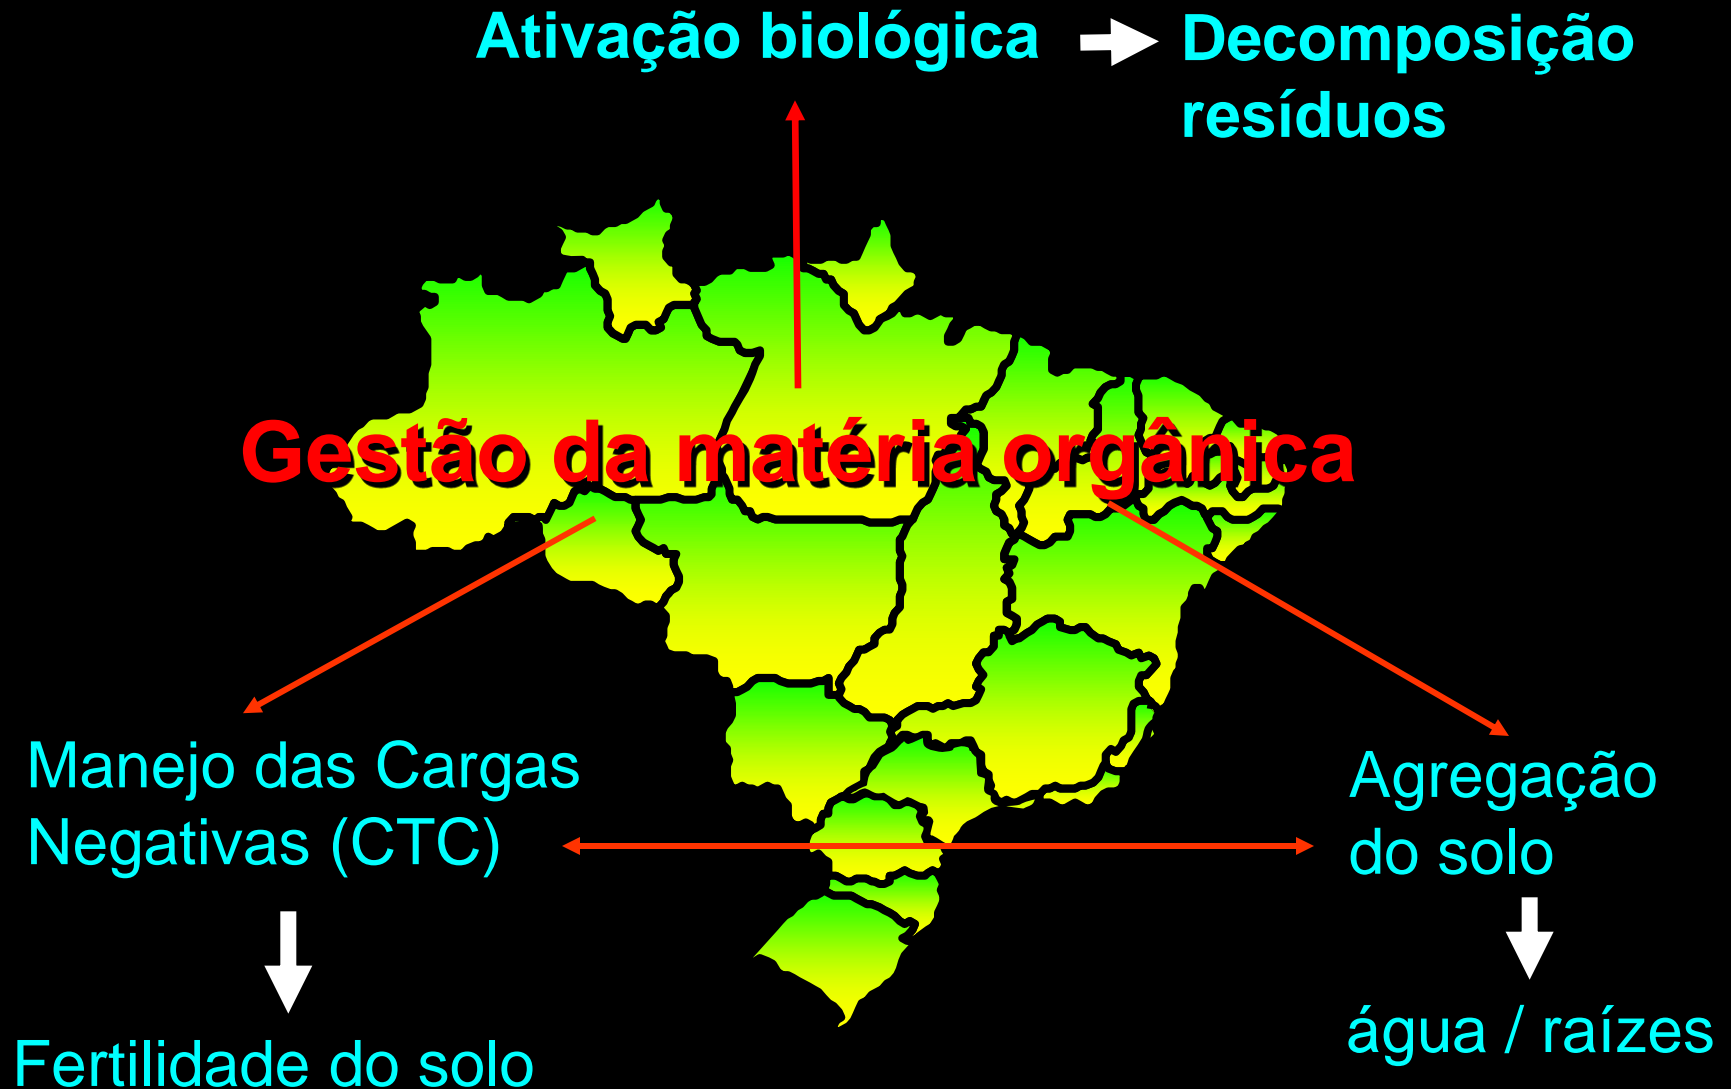 Ativação biológica
Decomposição
resíduos
Gestão da matéria orgânica
Manejo das Cargas
Negativas (CTC)
Agregação
do solo
Fertilidade do solo
água / raízes